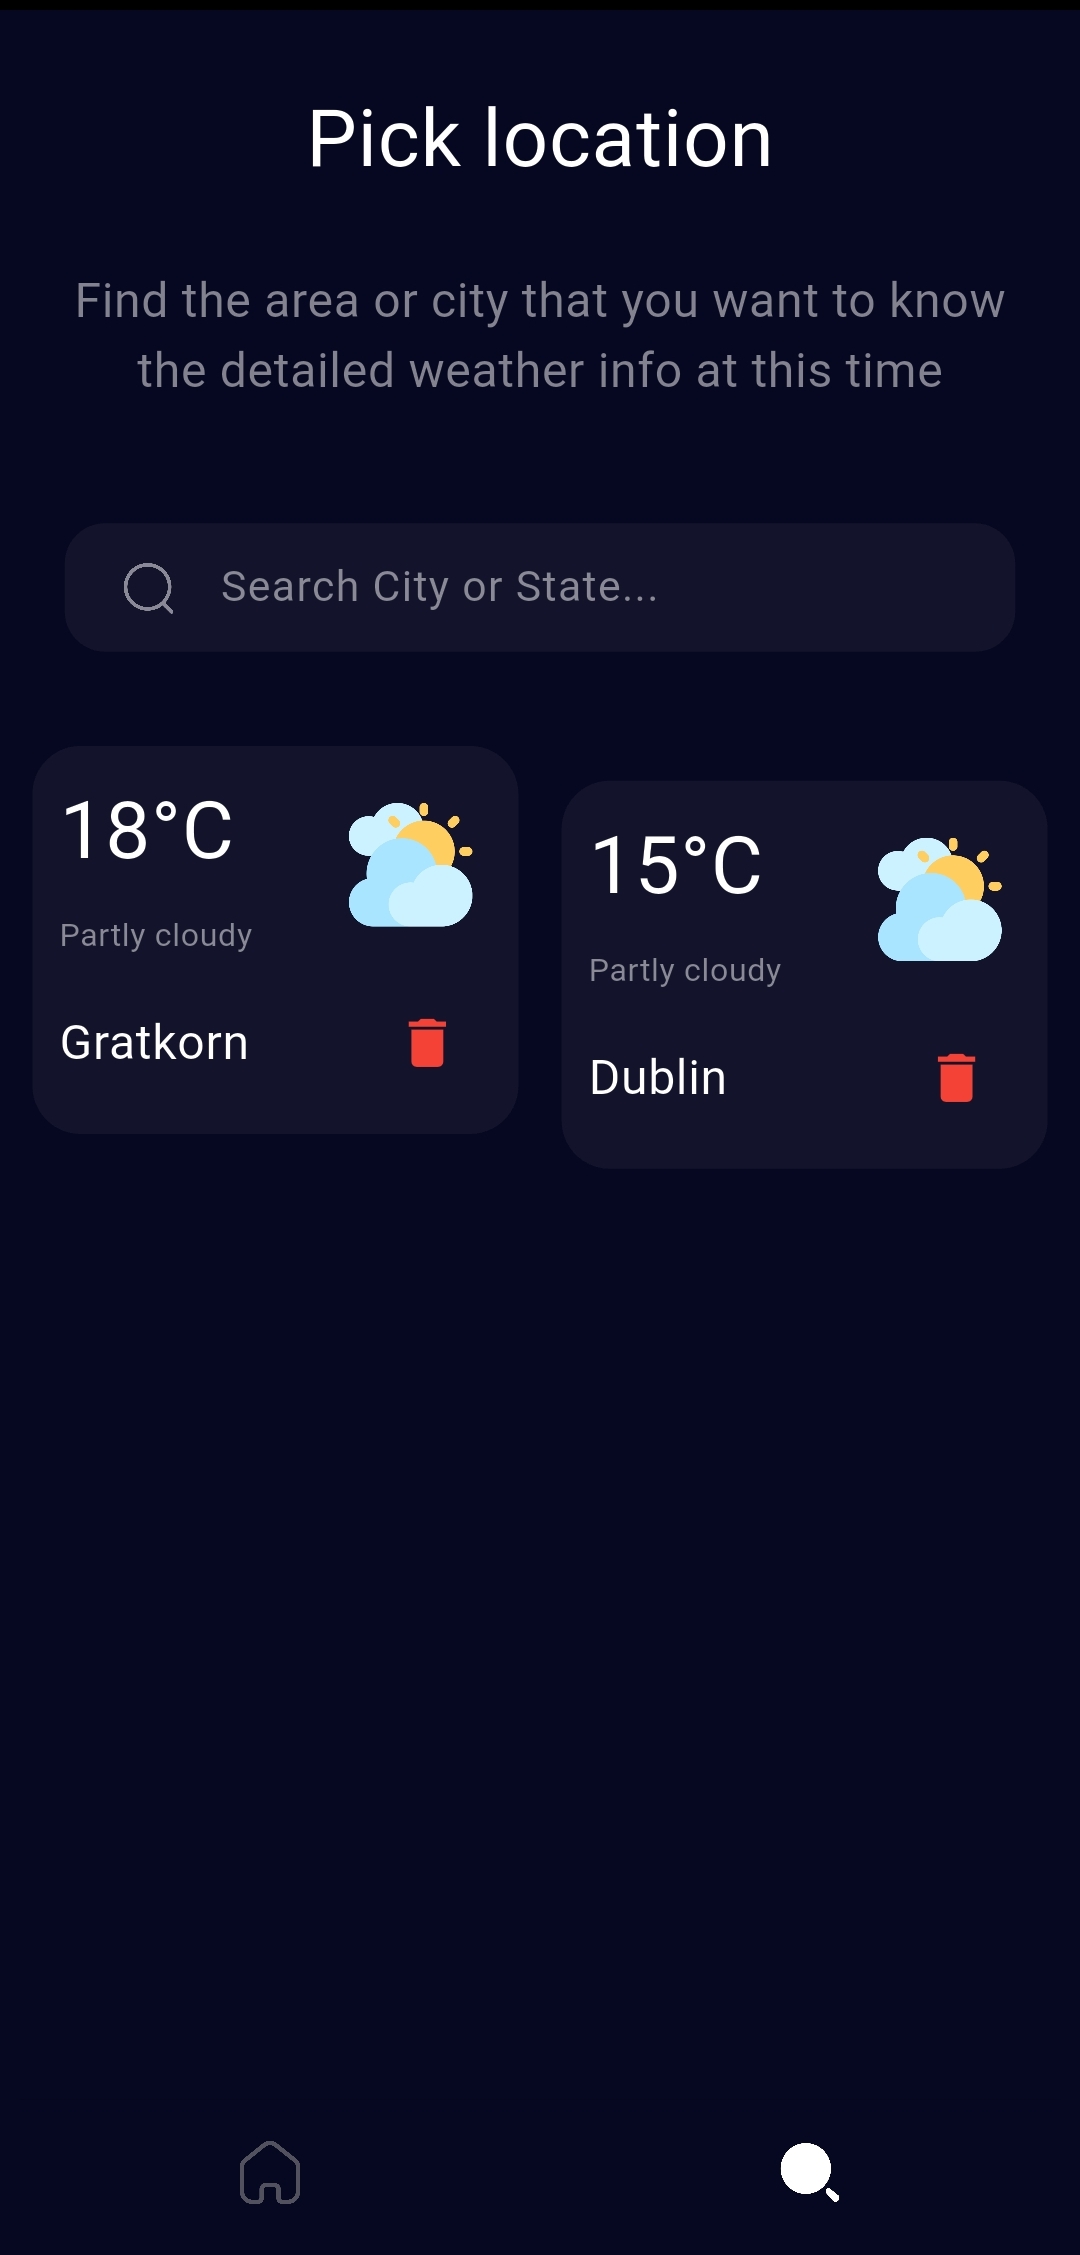 Pick location
Find the area or city that you want to know
the detailed weather info at this time
Search City or State...
18°C
Partly cloudy
Gratkorn
15°C
Partly cloudy
Dublin